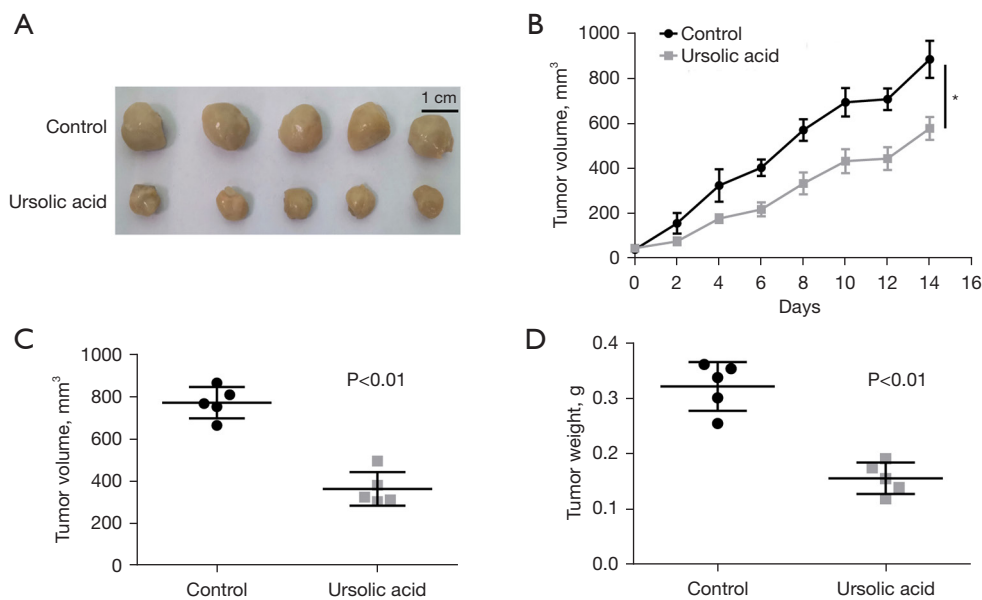 A
1 cm
Control
Ursolic acid
B
Control
Ursolic acid
Tumor volume, mm³
1000
800
600
400
200
0
*
0 2 4 6 8 10 12 14 16
Days
C
Tumor volume, mm³
1000
800
600
400
200
0
P<0.01
Control Ursolic acid
D
Tumor weight, g
0.4
0.3
0.2
0.1
0.0
P<0.01
Control Ursolic acid